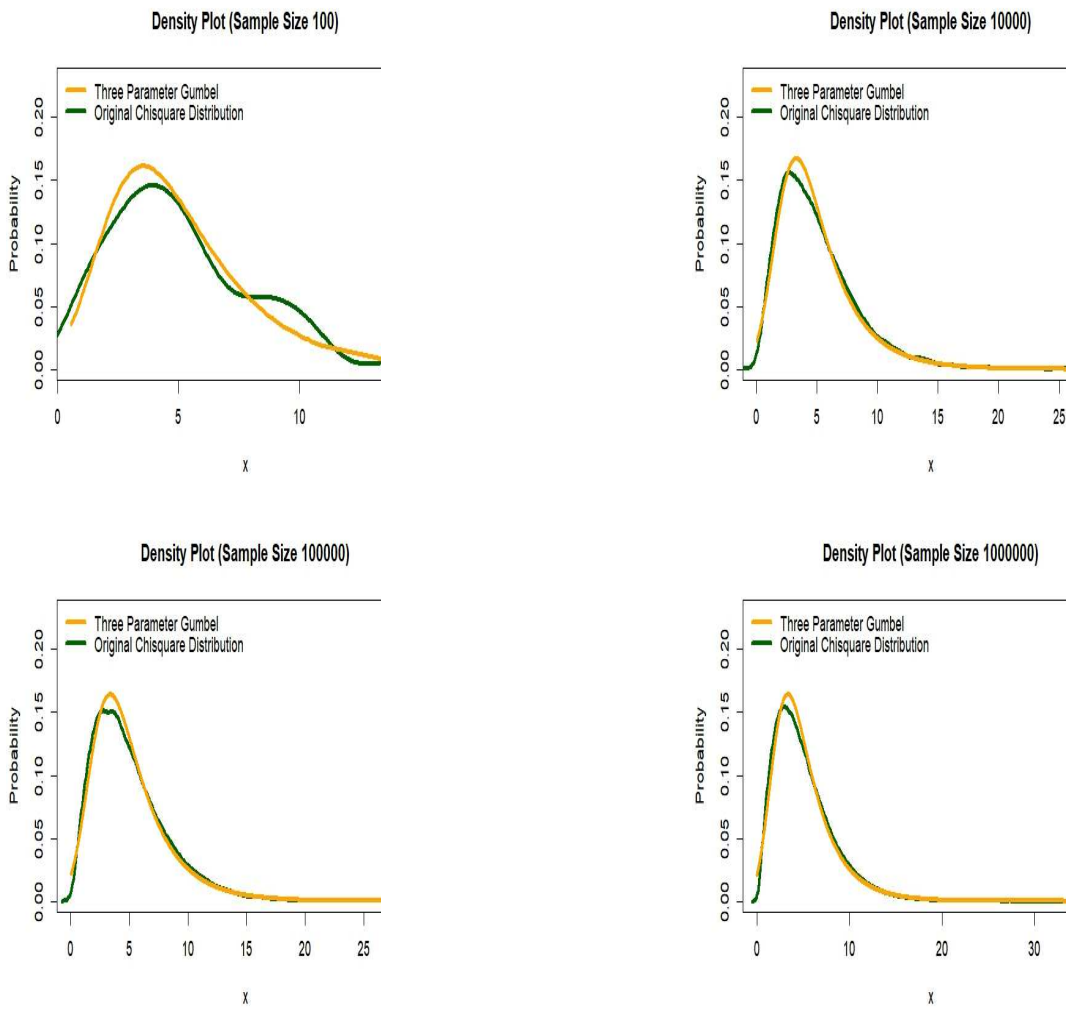 Density Plot (Sample Size 100)
Three Parameter Gumbel
Original Chisquare Distribution
Probability
0.00 0.05 0.10 0.15 0.20
0 5 10
x
Density Plot (Sample Size 10000)
Three Parameter Gumbel
Original Chisquare Distribution
Probability
0.00 0.05 0.10 0.15 0.20
0 5 10 15 20 25
x
Density Plot (Sample Size 100000)
Three Parameter Gumbel
Original Chisquare Distribution
Probability
0.00 0.05 0.10 0.15 0.20
0 5 10 15 20 25
x
Density Plot (Sample Size 1000000)
Three Parameter Gumbel
Original Chisquare Distribution
Probability
0.00 0.05 0.10 0.15 0.20
0 10 20 30
x